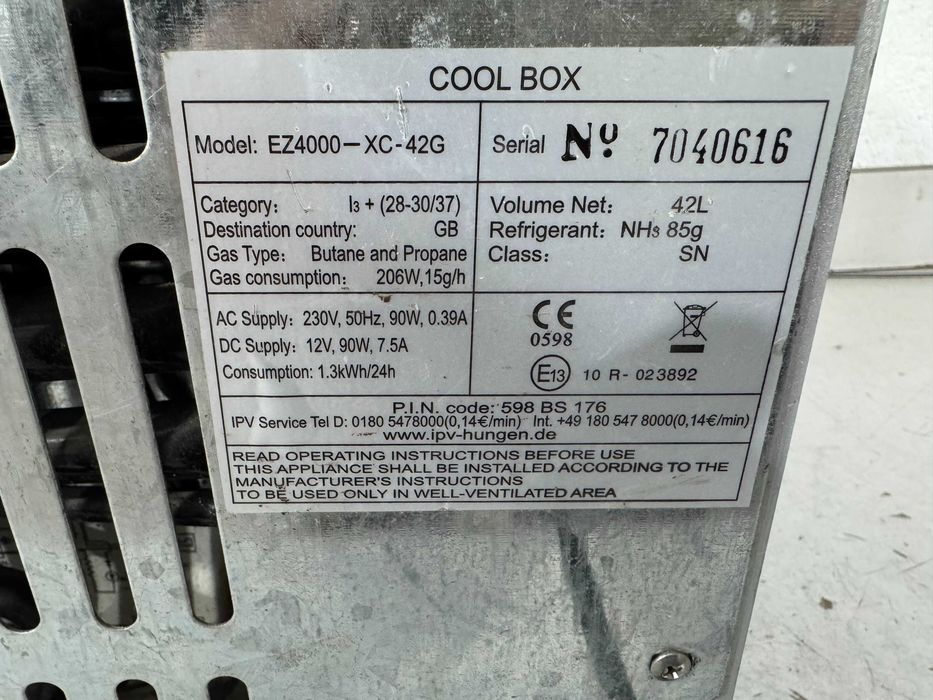 COOL BOX
Model: EZ4000-XC-42G
Serial Nº 7040616
Category: I3 + (28-30/37)
Destination country: GB
Gas Type: Butane and Propane
Gas consumption: 206W,15g/h
Volume Net: 42L
Refrigerant: NH3 85g
Class: SN
AC Supply: 230V, 50Hz, 90W, 0.39A
DC Supply: 12V, 90W, 7.5A
Consumption: 1.3kWh/24h
CE
0598
E13 10 R- 023892
P.I.N. code: 598 BS 176
IPV Service Tel D: 0180 5478000(0,14€/min) Int. +49 180 547 8000(0,14€/min)
www.ipv-hungen.de
READ OPERATING INSTRUCTIONS BEFORE USE
THIS APPLIANCE SHALL BE INSTALLED ACCORDING TO THE
MANUFACTURER'S INSTRUCTIONS
TO BE USED ONLY IN WELL-VENTILATED AREA